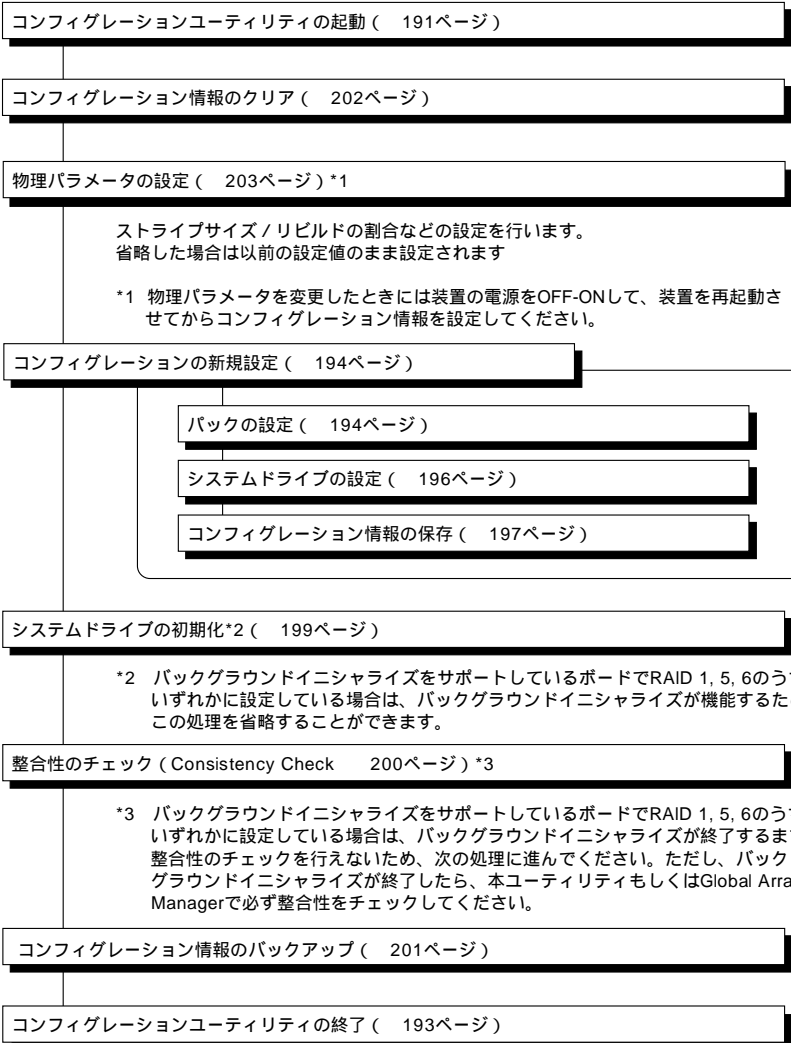 コンフィグレーションユーティリティの起動（　191ページ）
コンフィグレーション情報のクリア（　202ページ）
物理パラメータの設定（　203ページ）*1
ストライプサイズ / リビルドの割合などの設定を行います。
省略した場合は以前の設定値のまま設定されます
*1 物理パラメータを変更したときには装置の電源をOFF-ONして、装置を再起動さ
せてからコンフィグレーション情報を設定してください。
コンフィグレーションの新規設定（　194ページ）
パックの設定（　194ページ）
システムドライブの設定（　196ページ）
コンフィグレーション情報の保存（　197ページ）
システムドライブの初期化*2（　199ページ）
*2 バックグラウンドイニシャライズをサポートしているボードでRAID 1, 5, 6のう
いずれかに設定している場合は、バックグラウンドイニシャライズが機能するた
この処理を省略することができます。
整合性のチェック（Consistency Check　200ページ）*3
*3 バックグラウンドイニシャライズをサポートしているボードでRAID 1, 5, 6のう
いずれかに設定している場合は、バックグラウンドイニシャライズが終了するま
整合性のチェックを行えないため、次の処理に進んでください。ただし、バック
グラウンドイニシャライズが終了したら、本ユーティリティもしくはGlobal Arra
Managerで必ず整合性をチェックしてください。
コンフィグレーション情報のバックアップ（　201ページ）
コンフィグレーションユーティリティの終了（　193ページ）